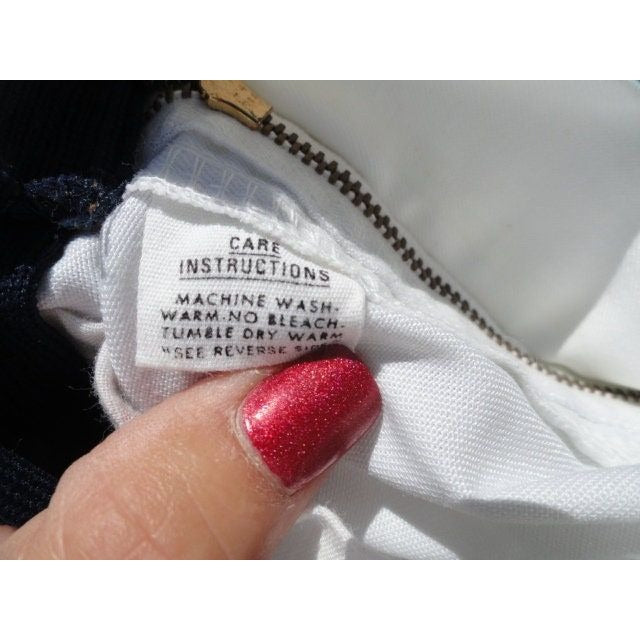 CARE
INSTRUCTIONS
MACHINE WASH-
WARM-NO BLEACH-
TUMBLE DRY WARM
"SEE REVERSE